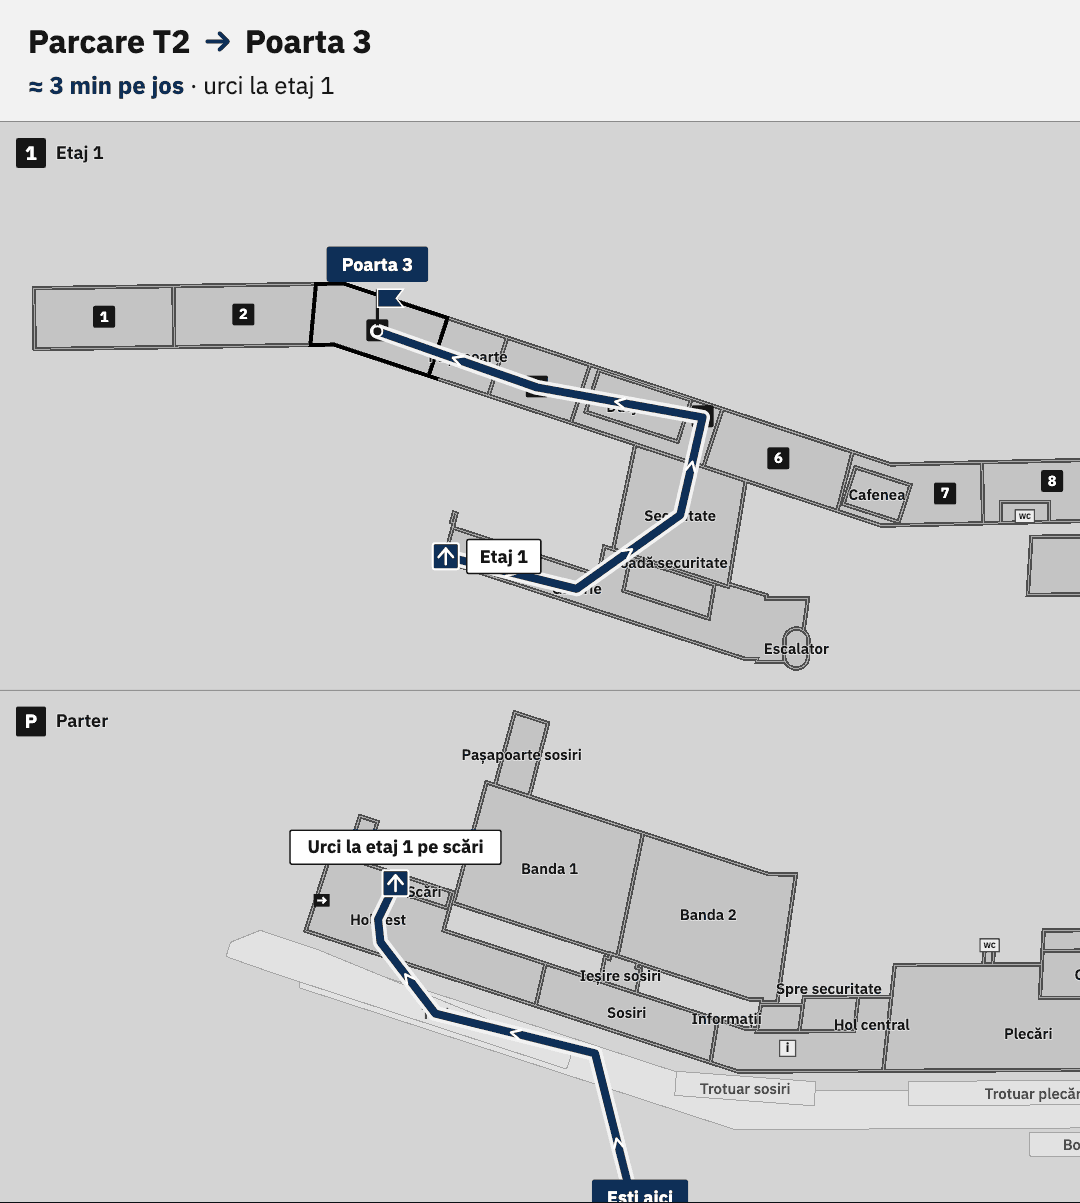 Parcare T2 → Poarta 3
≈ 3 min pe jos · urci la etaj 1
1 Etaj 1
Poarta 3
1
2
6
Cafenea
7
8
WC
Etaj 1
Escalator
P Parter
Pașapoarte sosiri
Urci la etaj 1 pe scări
Banda 1
Scări
Banda 2
WC
Ieșire sosiri
Spre securitate
Sosiri
Informații
Hol central
Plecări
i
Trotuar sosiri
Ești aici